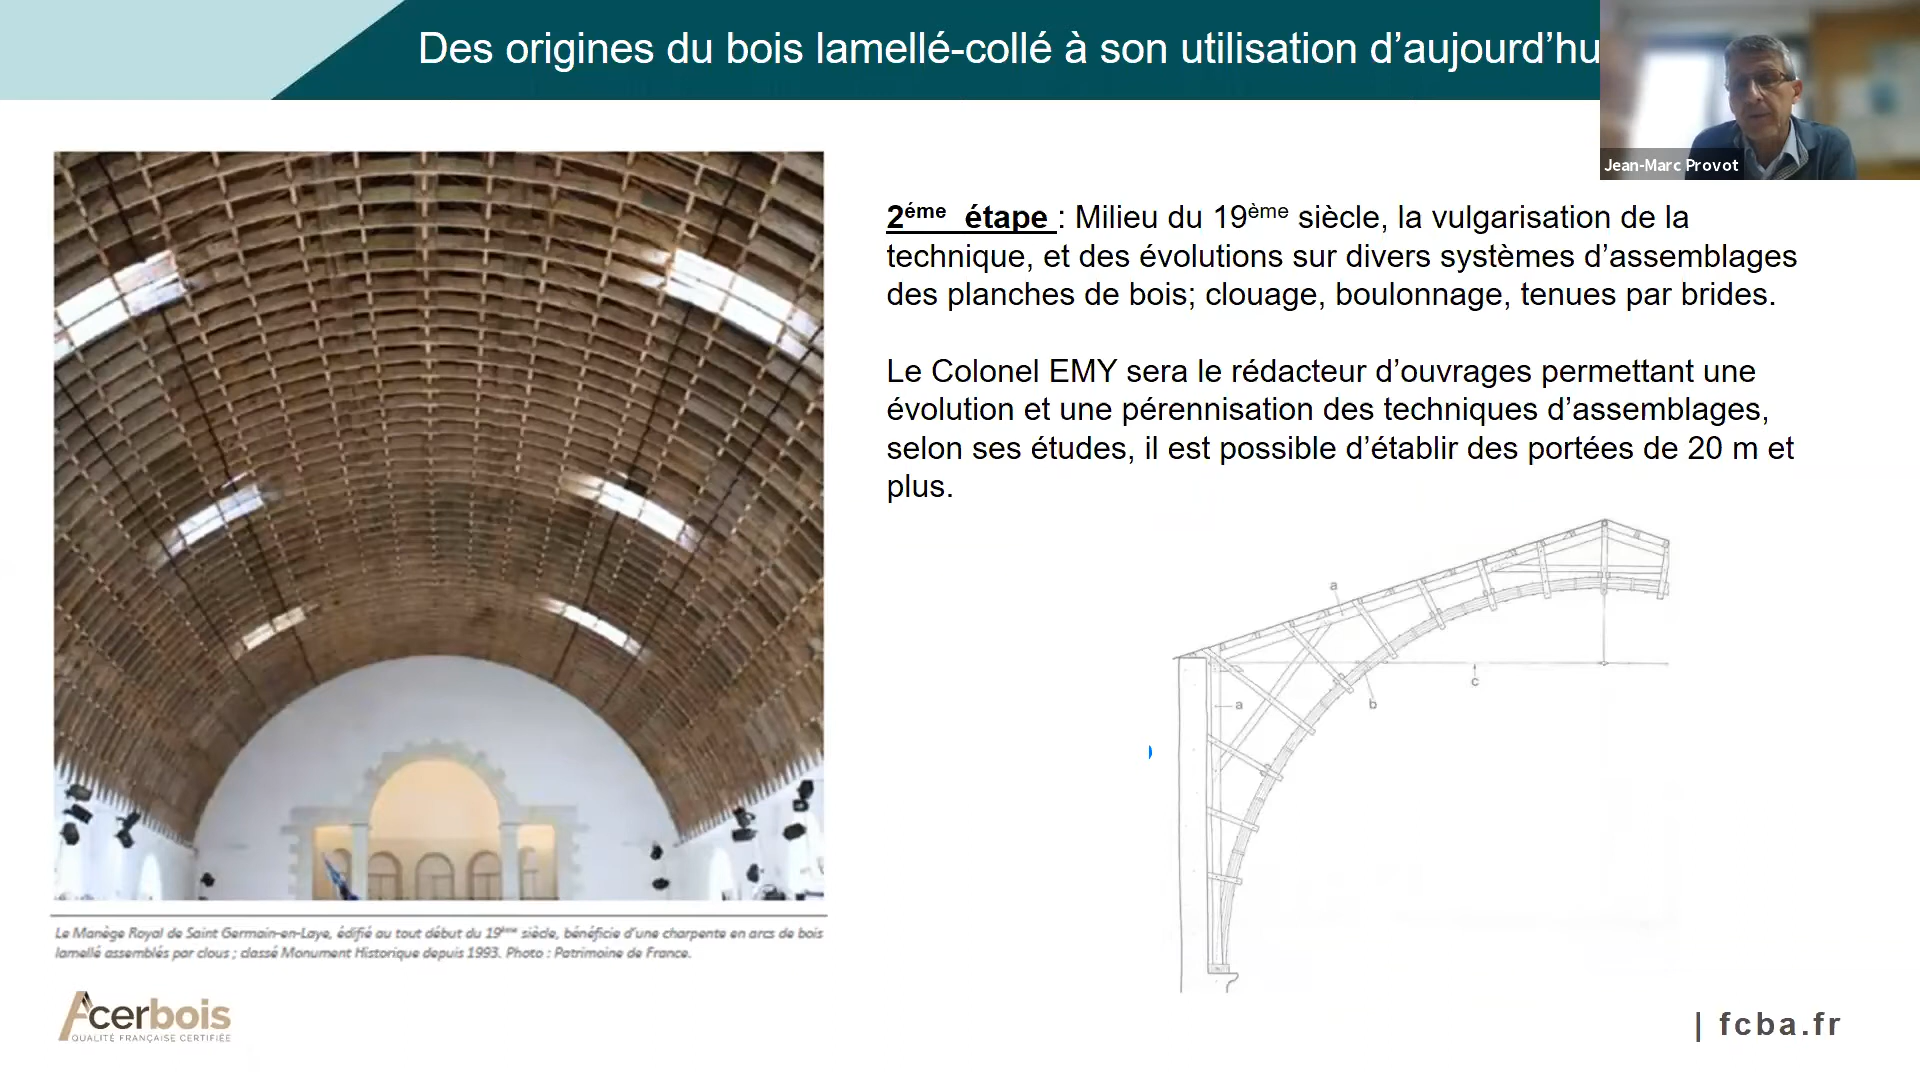 Des origines du bois lamellé-collé à son utilisation d’aujourd’hu
Jean-Marc Provot
2éme étape : Milieu du 19ème siècle, la vulgarisation de la
technique, et des évolutions sur divers systèmes d’assemblages
des planches de bois; clouage, boulonnage, tenues par brides.
Le Colonel EMY sera le rédacteur d’ouvrages permettant une
évolution et une pérennisation des techniques d’assemblages,
selon ses études, il est possible d’établir des portées de 20 m et
plus.
a
a
b
c
Le Manège Royal de Saint Germain-en-Laye, édifié au tout début du 19ème siècle, bénéficie d’une charpente en arcs de bois
lamellé assemblés par clous ; classé Monument Historique depuis 1993. Photo : Patrimoine de France.
Acerbois
QUALITÉ FRANÇAISE CERTIFIÉE
| fcba.fr